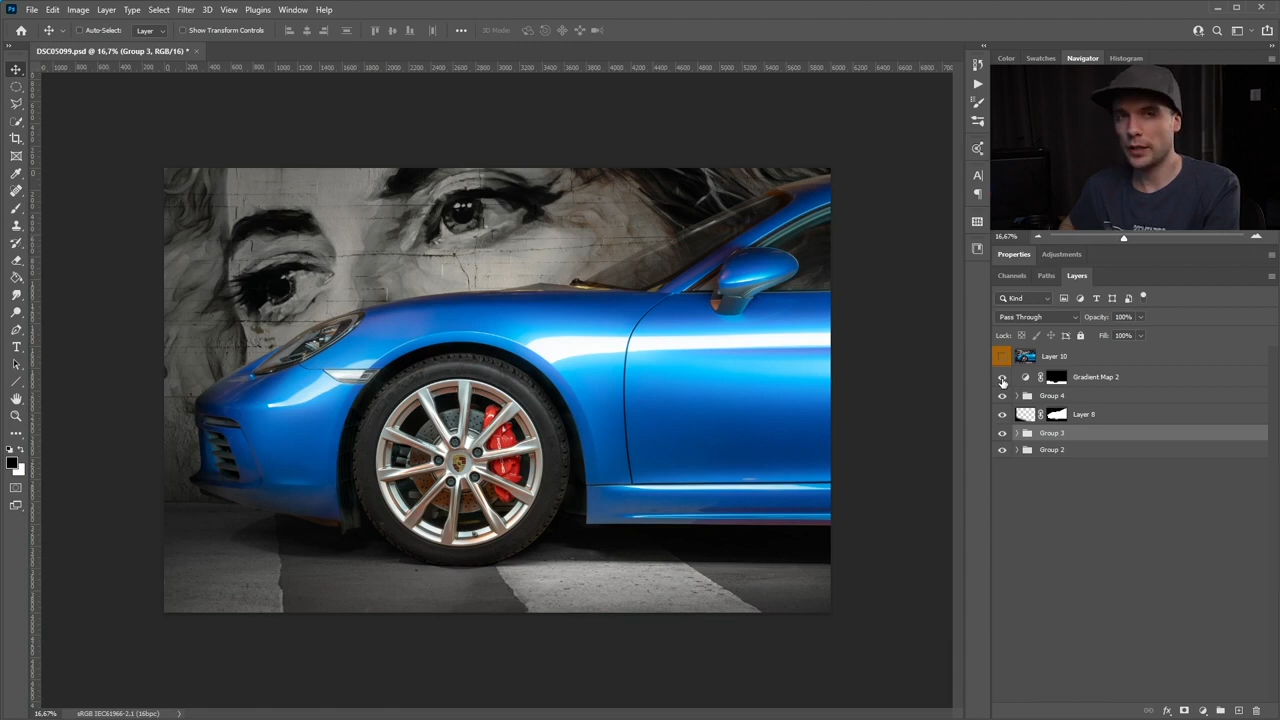 Ps File Edit Image Layer Type Select Filter 3D View Plugins Window Help
Auto-Select: Layer Show Transform Controls 3D Mode:
DSC05099.psd @ 16,7% (Group 3, RGB/16) * ×
Color Swatches Navigator Histogram
16,67%
Properties Adjustments
Channels Paths Layers
Kind
Pass Through Opacity: 100%
Lock: Fill: 100%
Layer 10
Gradient Map 2
Group 4
Layer 8
Group 3
Group 2
16,67% sRGB IEC61966-2.1 (16bpc)